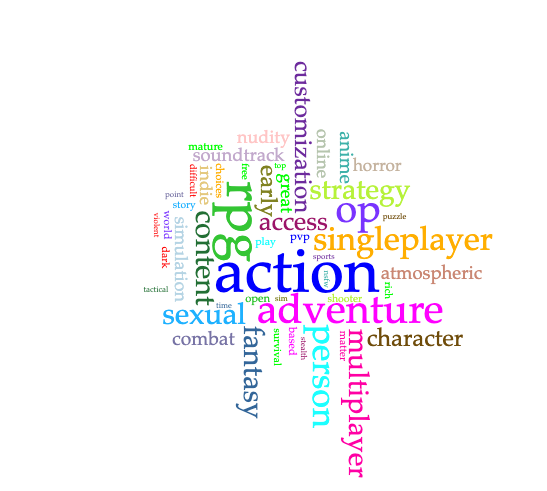 customization
nudity
online
anime
mature
soundtrack
horror
difficult
indie
choices
free
top
early
great
strategy
point
story
rpg
op
puzzle
violent
world
simulation
content
access
pvp
singleplayer
play
dark
sports
action
nsfw
atmospheric
tactical
rich
time
open
sim
shooter
sexual
adventure
combat
fantasy
survival
based
stealth
person
matter
multiplayer
character